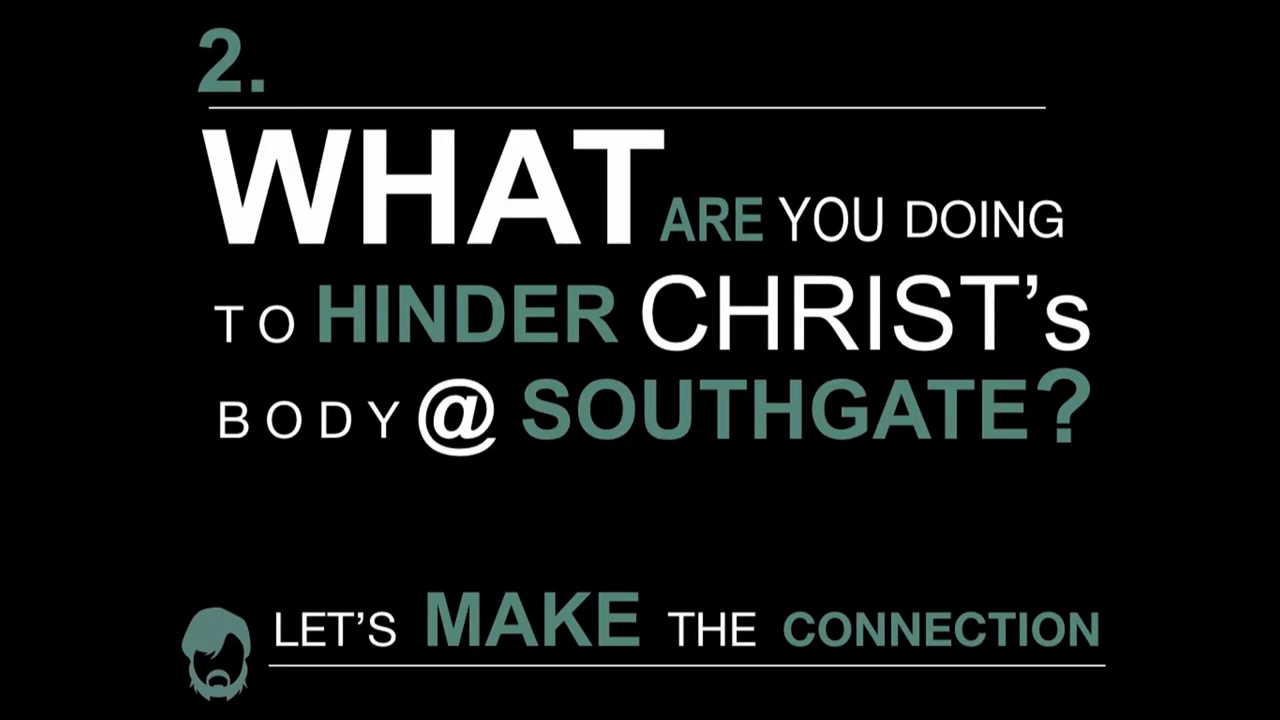 2.
WHAT ARE YOU DOING
TO HINDER CHRIST's
BODY @ SOUTHGATE?
LET'S MAKE THE CONNECTION